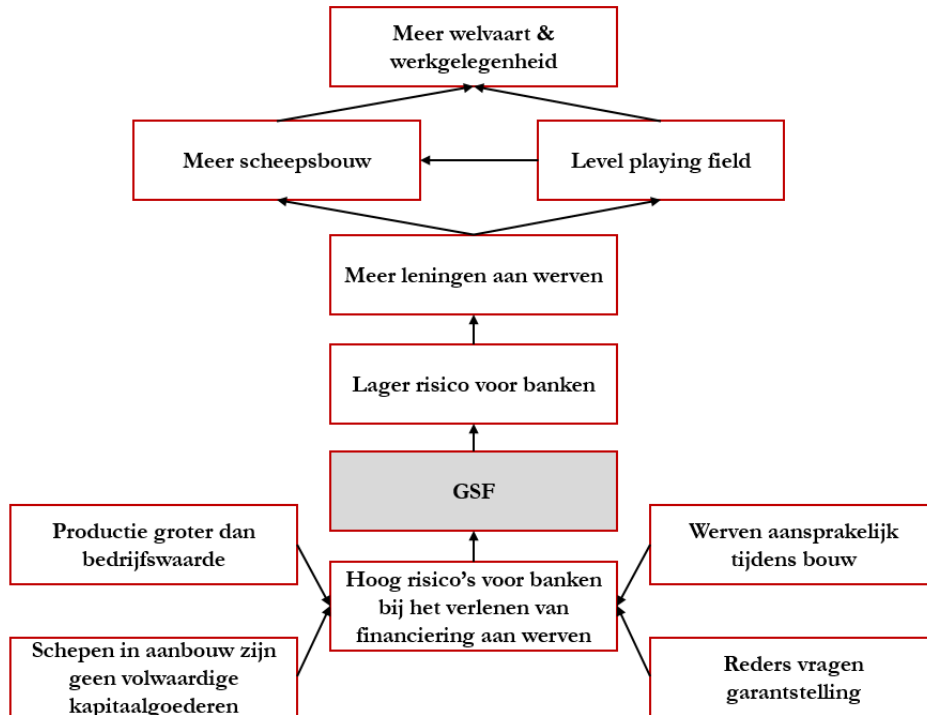 Meer welvaart &
werkgelegenheid
Meer scheepsbouw
Level playing field
Meer leningen aan werven
Lager risico voor banken
GSF
Productie groter dan
bedrijfswaarde
Werven aansprakelijk
tijdens bouw
Hoog risico's voor banken
bij het verlenen van
financiering aan werven
Schepen in aanbouw zijn
geen volwaardige
kapitaalgoederen
Reders vragen
garantstelling